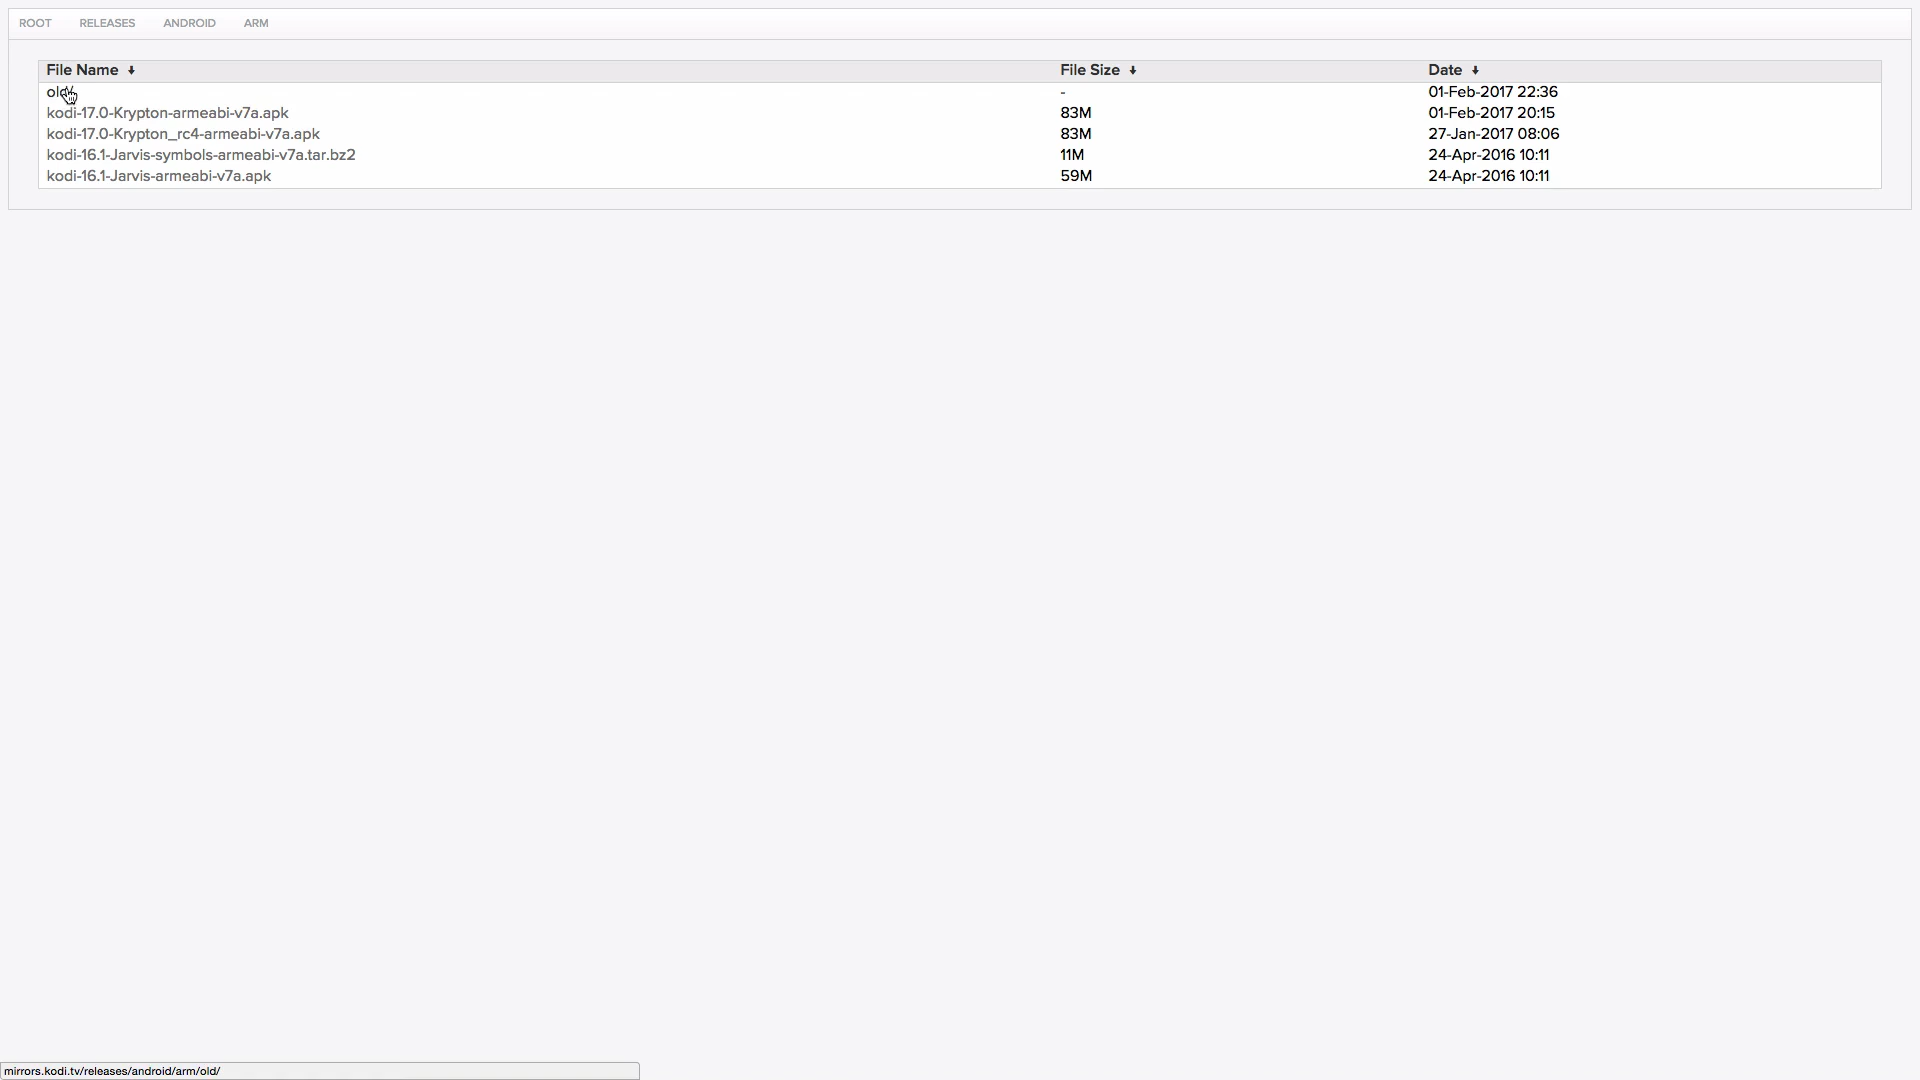 ROOT RELEASES ANDROID ARM
File Name ↓ File Size ↓ Date ↓
old/ - 01-Feb-2017 22:36
kodi-17.0-Krypton-armeabi-v7a.apk 83M 01-Feb-2017 20:15
kodi-17.0-Krypton_rc4-armeabi-v7a.apk 83M 27-Jan-2017 08:06
kodi-16.1-Jarvis-symbols-armeabi-v7a.tar.bz2 11M 24-Apr-2016 10:11
kodi-16.1-Jarvis-armeabi-v7a.apk 59M 24-Apr-2016 10:11
mirrors.kodi.tv/releases/android/arm/old/